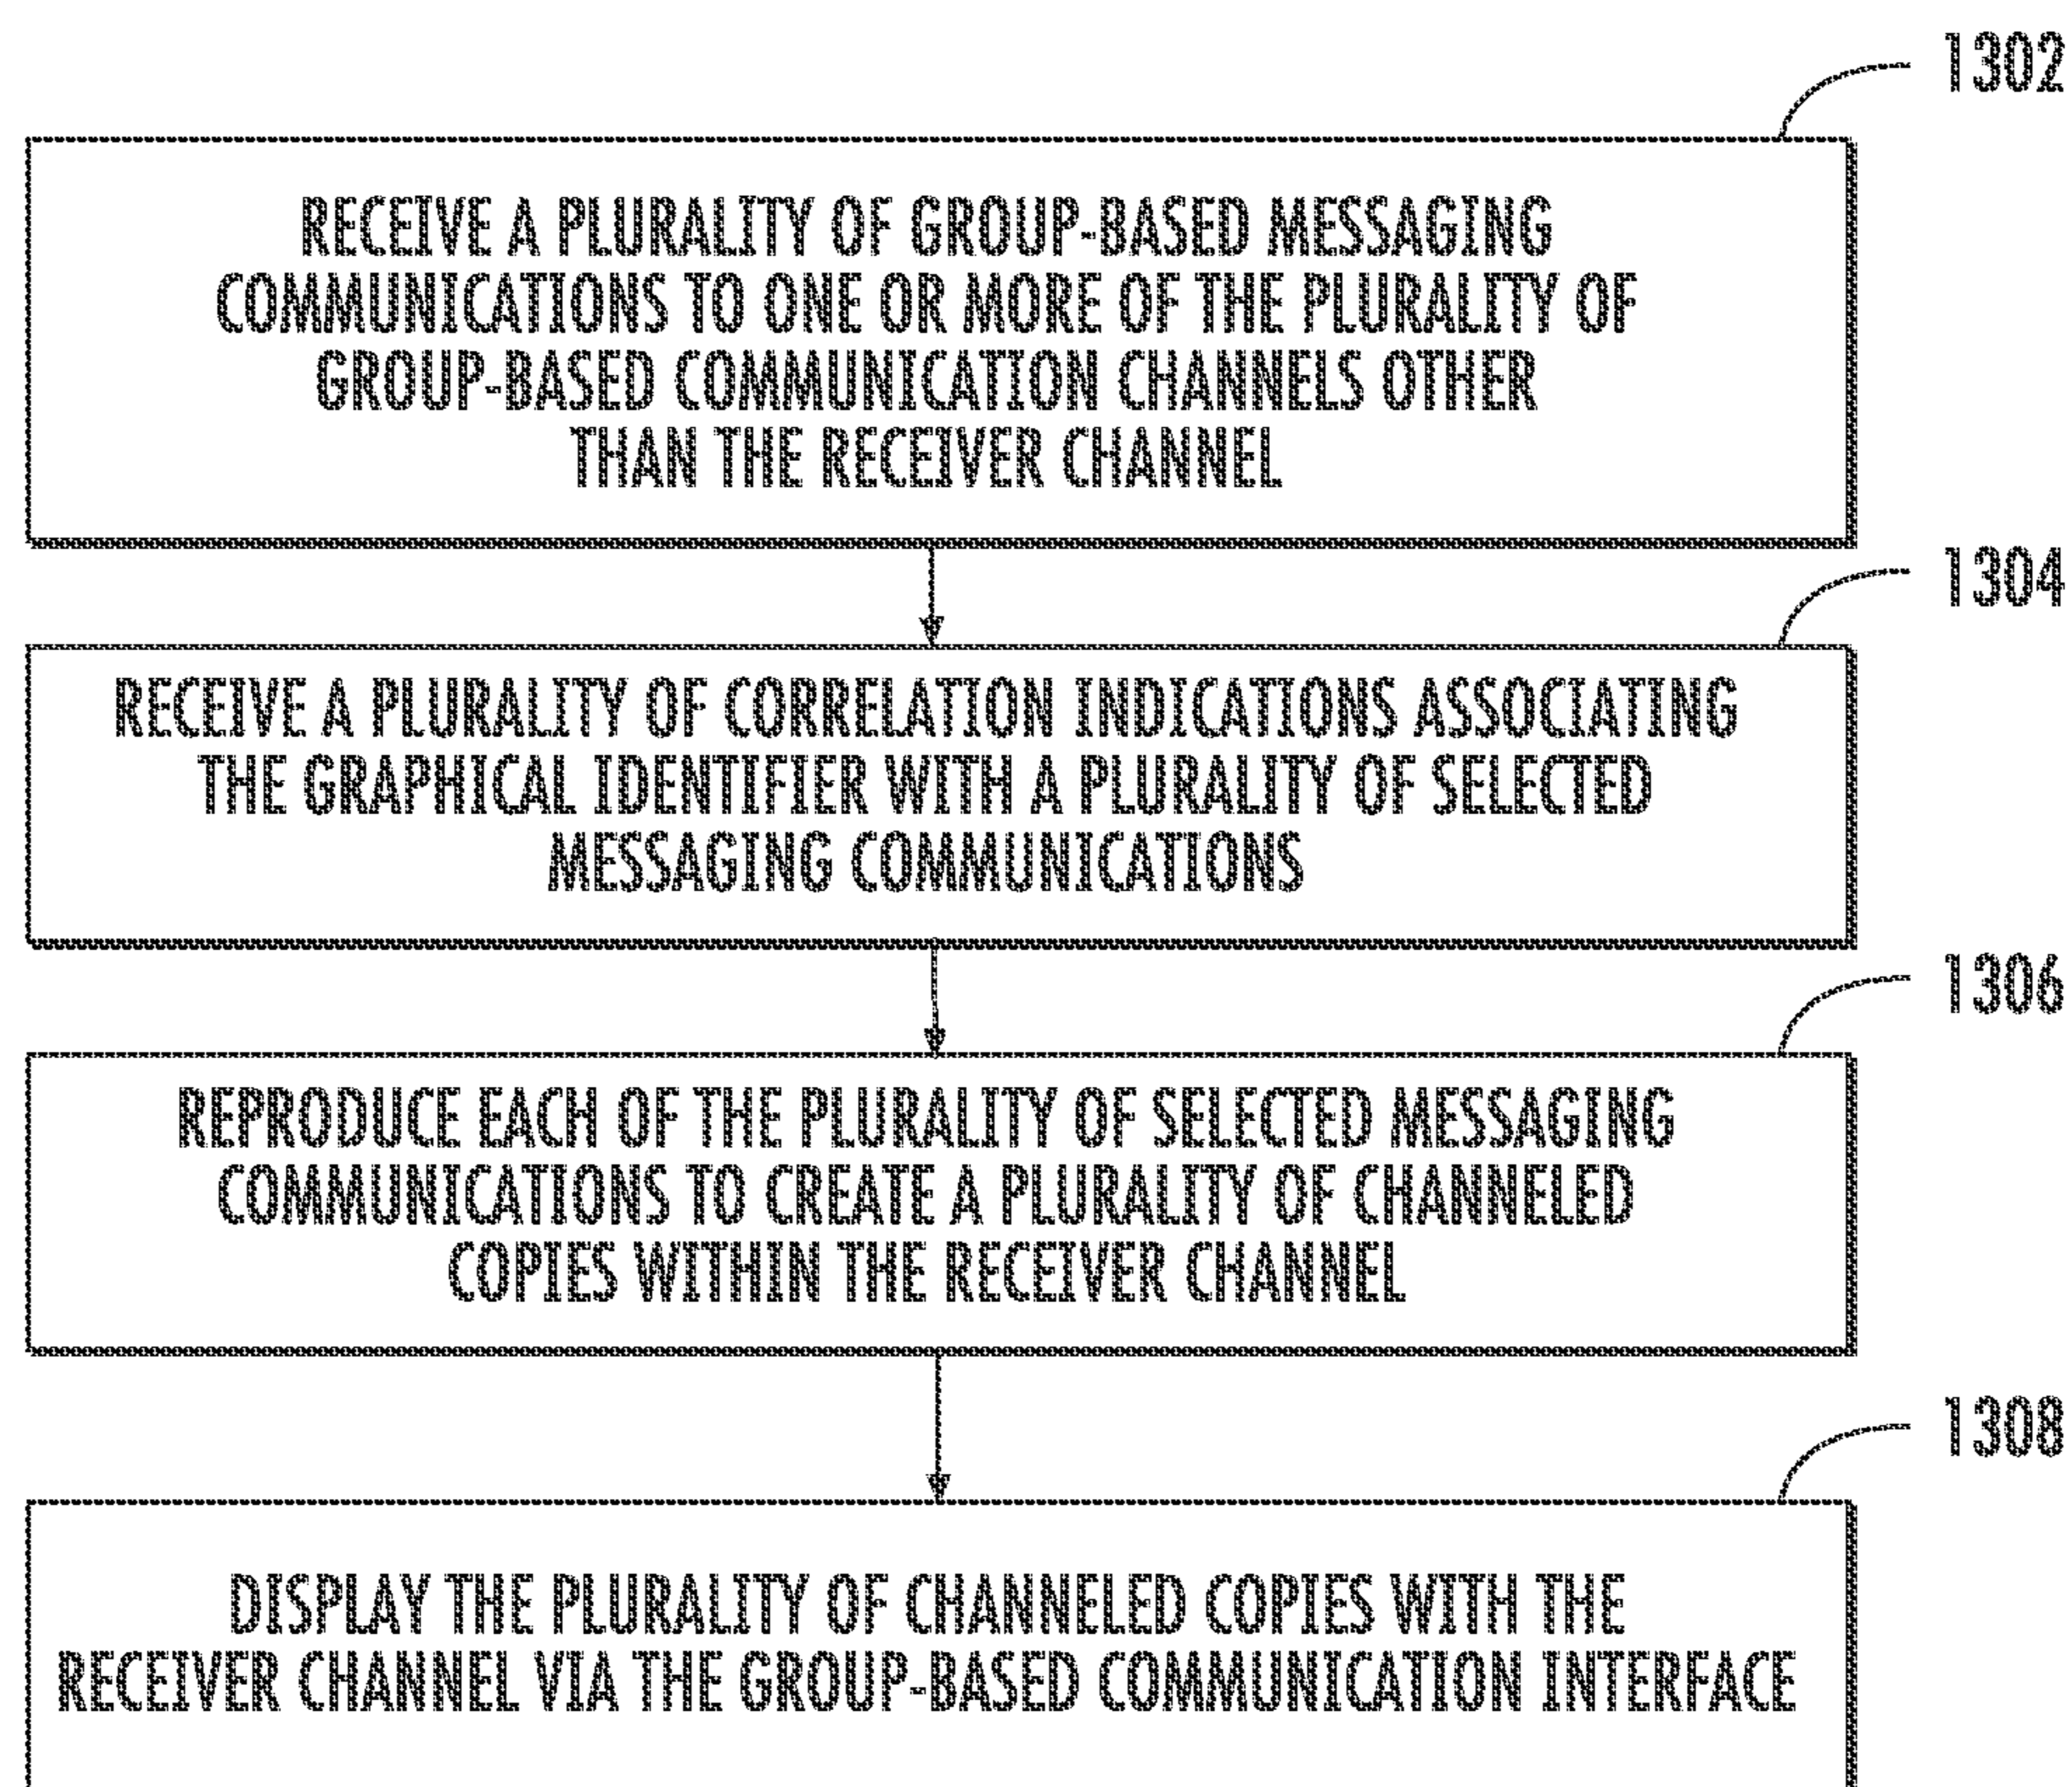 1302
RECEIVE A PLURALITY OF GROUP-BASED MESSAGING
COMMUNICATIONS TO ONE OR MORE OF THE PLURALITY OF
GROUP-BASED COMMUNICATION CHANNELS OTHER
THAN THE RECEIVER CHANNEL
1304
RECEIVE A PLURALITY OF CORRELATION INDICATIONS ASSOCIATING
THE GRAPHICAL IDENTIFIER WITH A PLURALITY OF SELECTED
MESSAGING COMMUNICATIONS
1306
REPRODUCE EACH OF THE PLURALITY OF SELECTED MESSAGING
COMMUNICATIONS TO CREATE A PLURALITY OF CHANNELED
COPIES WITHIN THE RECEIVER CHANNEL
1308
DISPLAY THE PLURALITY OF CHANNELED COPIES WITH THE
RECEIVER CHANNEL VIA THE GROUP-BASED COMMUNICATION INTERFACE